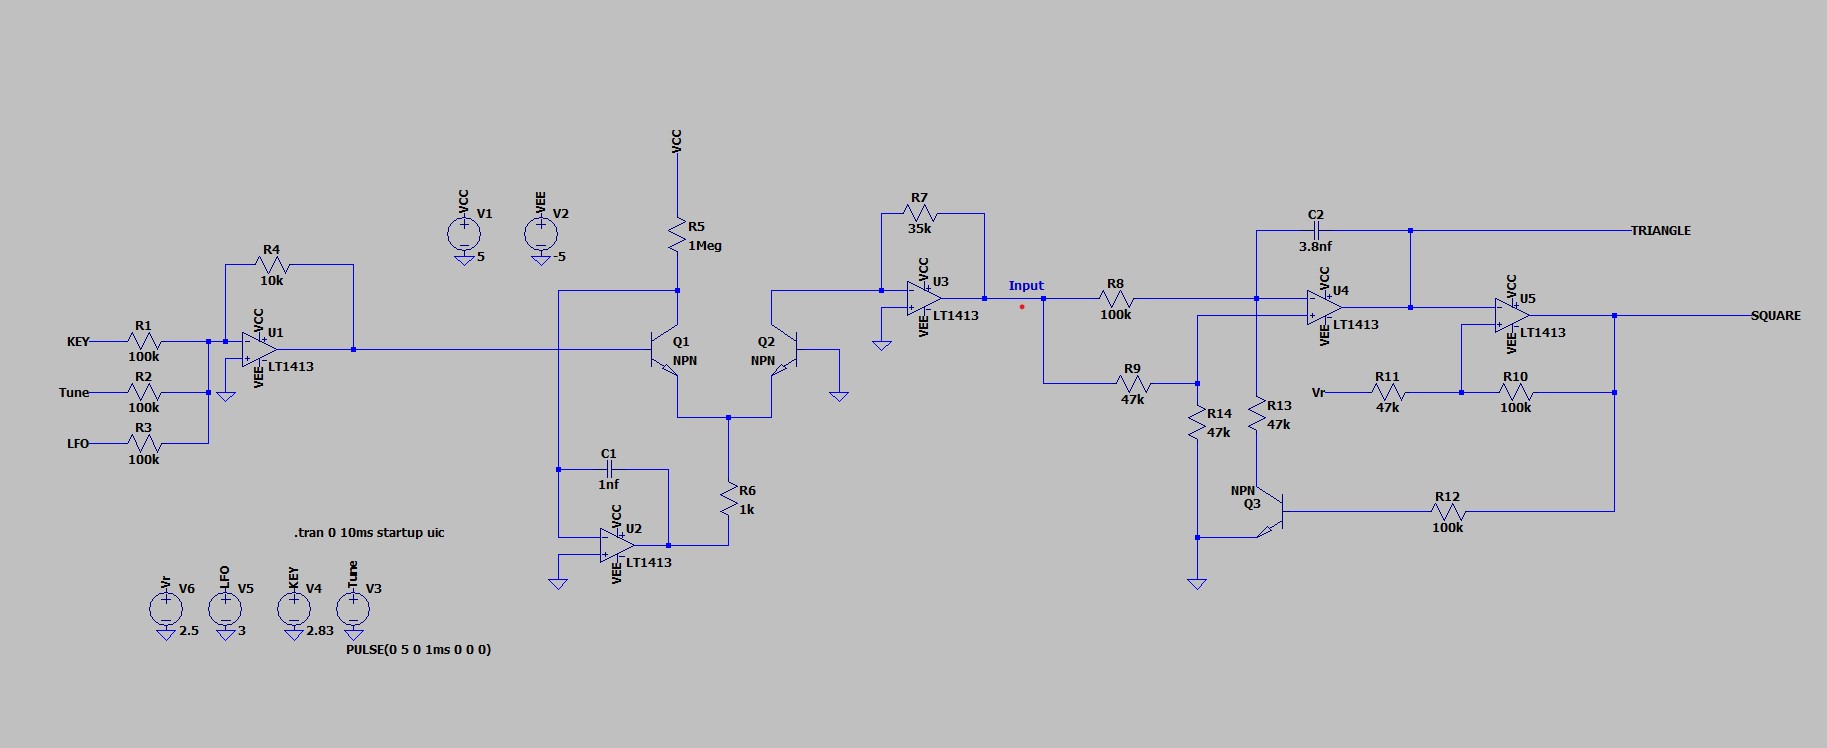 VCC
R5
1Meg
VCC
V1
5
VEE
V2
-5
R7
35k
C2
3.8nf
TRIANGLE
R4
10k
VCC
U3
LT1413
VEE
Input
R8
100k
VCC
U4
LT1413
VEE
VCC
U5
LT1413
VEE
SQUARE
KEY
R1
100k
VCC
U1
LT1413
VEE
Q1
NPN
Q2
NPN
Tune
R2
100k
LFO
R3
100k
R9
47k
R14
47k
R13
47k
Vr
R11
47k
R10
100k
C1
1nf
R6
1k
NPN
Q3
R12
100k
VCC
U2
LT1413
VEE
.tran 0 10ms startup uic
Vr
V6
2.5
LFO
V5
3
KEY
V4
2.83
Tune
V3
PULSE(0 5 0 1ms 0 0 0)